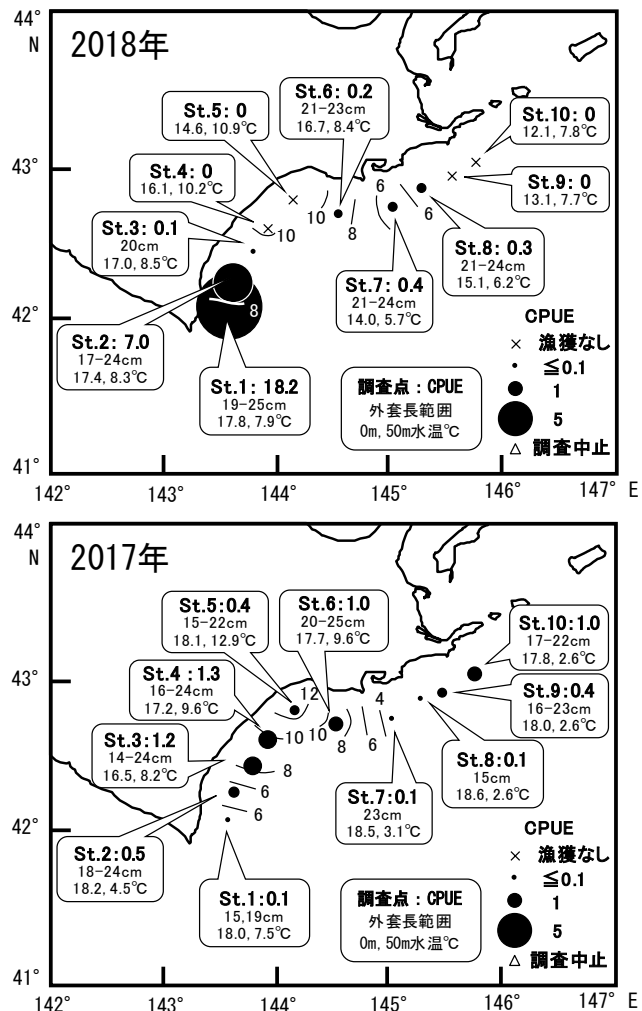 44°
N
2018年
St.5: 0
14.6, 10.9℃
St.6: 0.2
21-23cm
16.7, 8.4℃
St.10: 0
12.1, 7.8℃
43°
St.4: 0
16.1, 10.2℃
St.9: 0
13.1, 7.7℃
St.3: 0.1
20cm
17.0, 8.5℃
10
10
8
6
6
St.8: 0.3
21-24cm
15.1, 6.2℃
St.7: 0.4
21-24cm
14.0, 5.7℃
42°
8
St.2: 7.0
17-24cm
17.4, 8.3℃
St.1: 18.2
19-25cm
17.8, 7.9℃
調査点：CPUE
外套長範囲
0m, 50m水温℃
CPUE
× 漁獲なし
≦0.1
1
5
△ 調査中止
41°
142° 143° 144° 145° 146° 147° E
44°
N
2017年
St.5:0.4
15-22cm
18.1, 12.9℃
St.6:1.0
20-25cm
17.7, 9.6℃
St.10:1.0
17-22cm
17.8, 2.6℃
43°
St.4:1.3
16-24cm
17.2, 9.6℃
St.9:0.4
16-23cm
18.0, 2.6℃
12
4
St.3:1.2
14-24cm
16.5, 8.2℃
10
10
8
6
8
6
6
St.8:0.1
15cm
18.6, 2.6℃
St.7:0.1
23cm
18.5, 3.1℃
42°
St.2:0.5
18-24cm
18.2, 4.5℃
St.1:0.1
15,19cm
18.0, 7.5℃
調査点：CPUE
外套長範囲
0m, 50m水温℃
CPUE
× 漁獲なし
≦0.1
1
5
△ 調査中止
41°
142° 143° 144° 145° 146° 147° E